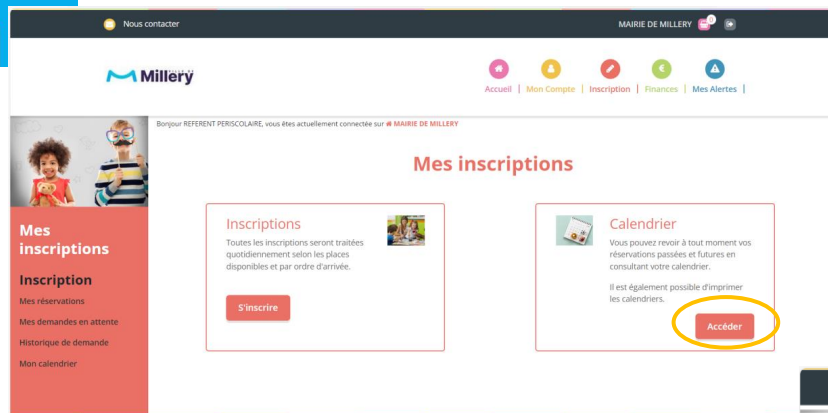 Nous contacter
MAIRIE DE MILLERY 0
VILLE DE
Millery
Accueil | Mon Compte | Inscription | Finances | Mes Alertes |
Bonjour REFERENT PERISCOLAIRE, vous êtes actuellement connectée sur MAIRIE DE MILLERY
Mes inscriptions
Mes
inscriptions
Inscription
Mes réservations
Mes demandes en attente
Historique de demande
Mon calendrier
Inscriptions
Toutes les inscriptions seront traitées
quotidiennement selon les places
disponibles et par ordre d'arrivée.
S'inscrire
Calendrier
Vous pouvez revoir à tout moment vos
réservations passées et futures en
consultant votre calendrier.
Il est également possible d'imprimer
les calendriers.
Accéder